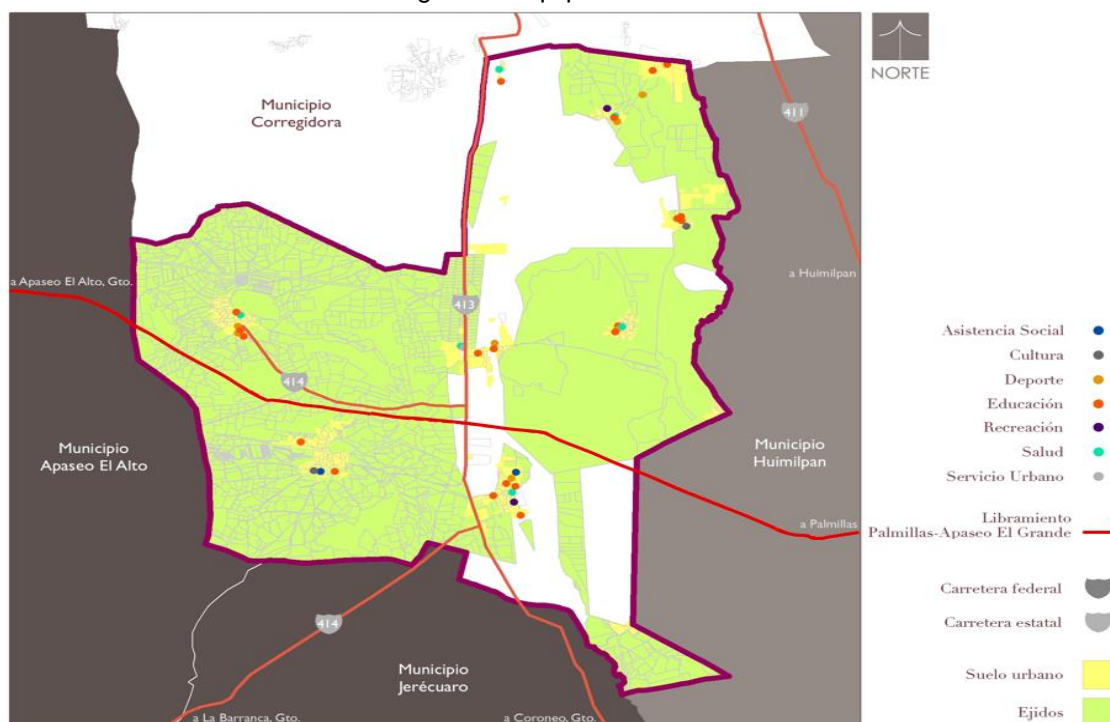 NORTE
Municipio
Corregidora
411
a Huimilpan
a Apaseo El Alto, Gto.
413
414
Municipio
Apaseo El Alto
Municipio
Huimilpan
a Palmillas
414
Municipio
Jerécuaro
a La Barranca, Gto.
a Coroneo, Gto.
Asistencia Social
Cultura
Deporte
Educación
Recreación
Salud
Servicio Urbano
Libramiento
Palmillas-Apaseo El Grande
Carretera federal
Carretera estatal
Suelo urbano
Ejidos